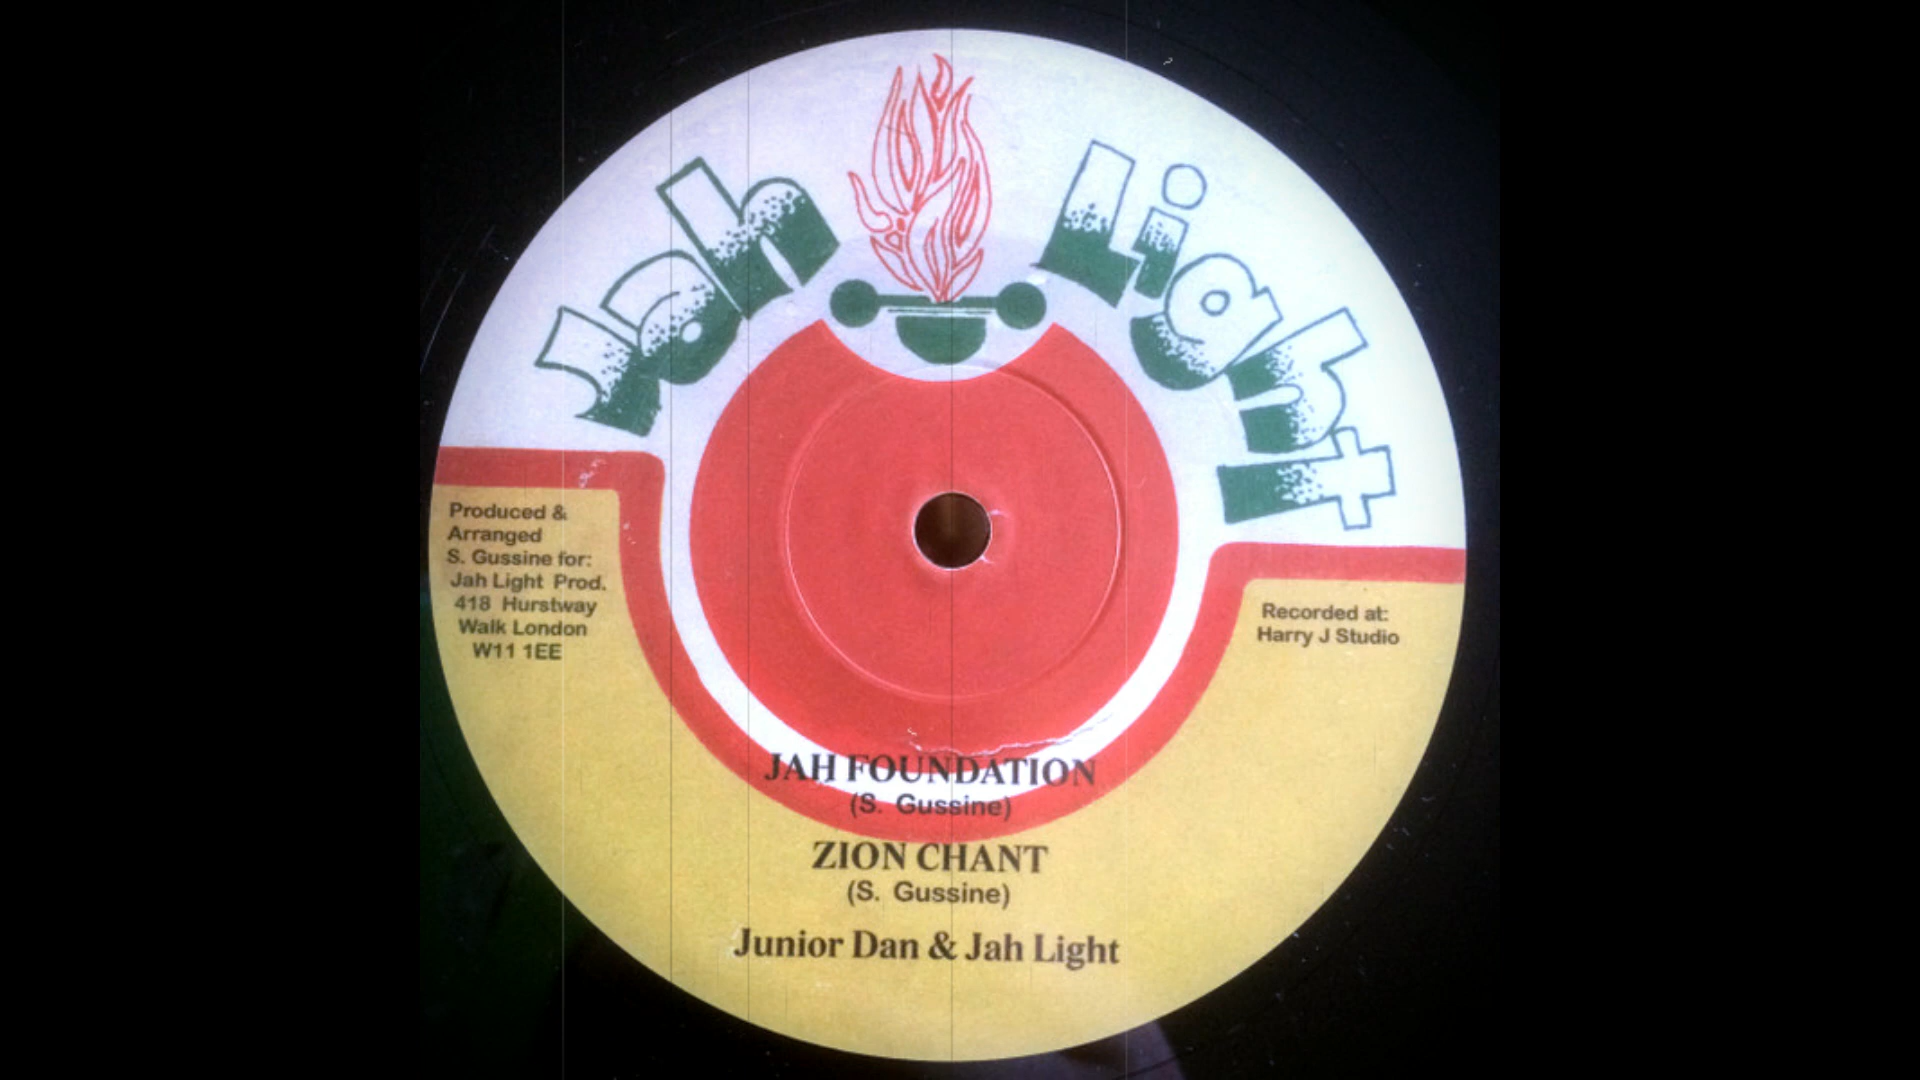 Jah Light
Produced &
Arranged
S. Gussine for:
Jah Light Prod.
418 Hurstway
Walk London
W11 1EE
Recorded at:
Harry J Studio
JAH FOUNDATION
(S. Gussine)
ZION CHANT
(S. Gussine)
Junior Dan & Jah Light